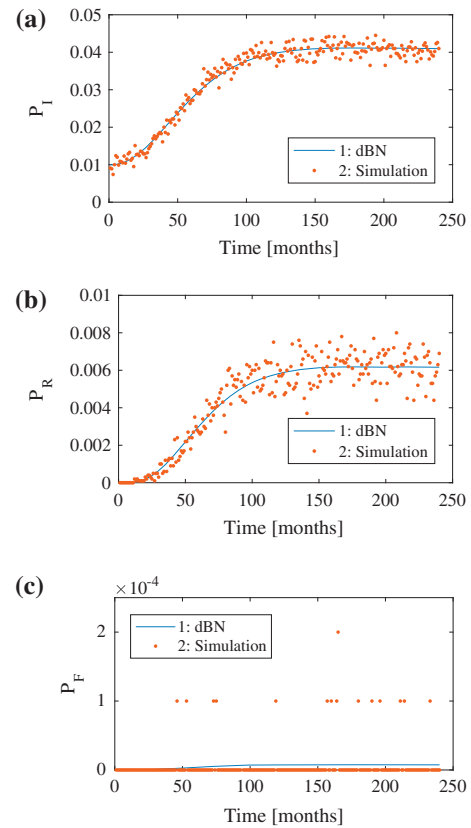 (a)
0.05
0.04
0.03
0.02
0.01
0
P_I
1: dBN
2: Simulation
0 50 100 150 200 250
Time [months]
(b)
0.01
0.008
0.006
0.004
0.002
0
P_R
1: dBN
2: Simulation
0 50 100 150 200 250
Time [months]
(c)
×10⁻⁴
2
1
0
P_F
1: dBN
2: Simulation
0 50 100 150 200 250
Time [months]